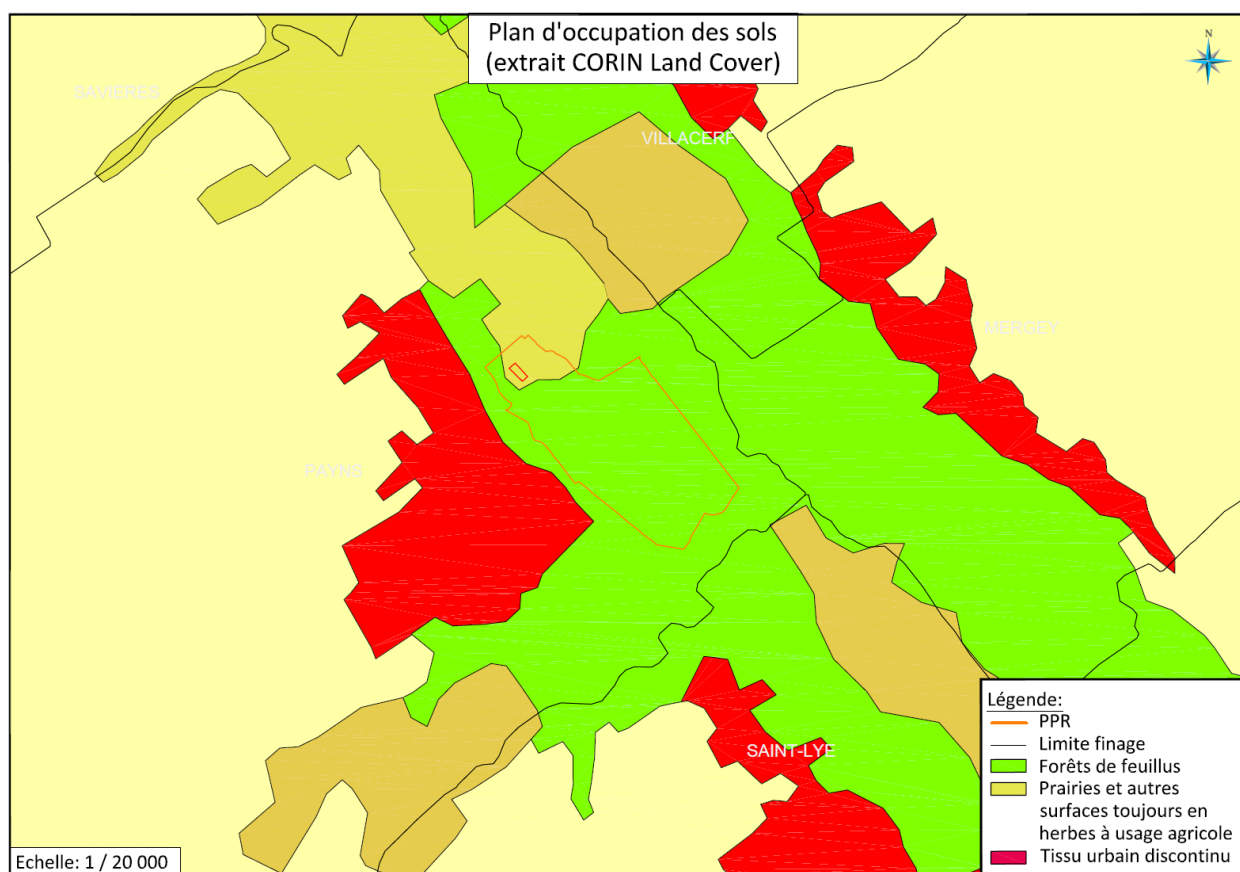 Plan d'occupation des sols
(extrait CORIN Land Cover)
N
SAVIERES
VILLACERF
MERGEY
PAYNS
SAINT-LYE
Légende:
PPR
Limite finage
Forêts de feuillus
Prairies et autres
surfaces toujours en
herbes à usage agricole
Tissu urbain discontinu
Echelle: 1 / 20 000